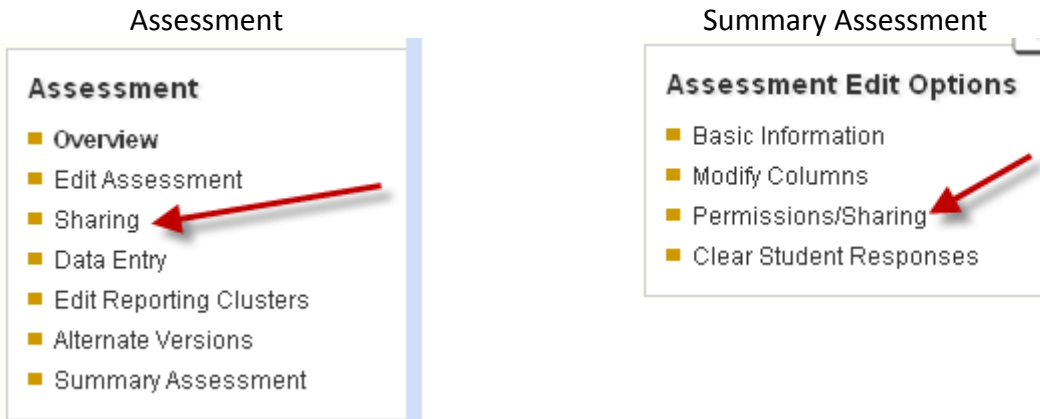 Assessment
Assessment
Overview
Edit Assessment
Sharing
Data Entry
Edit Reporting Clusters
Alternate Versions
Summary Assessment
Summary Assessment
Assessment Edit Options
Basic Information
Modify Columns
Permissions/Sharing
Clear Student Responses